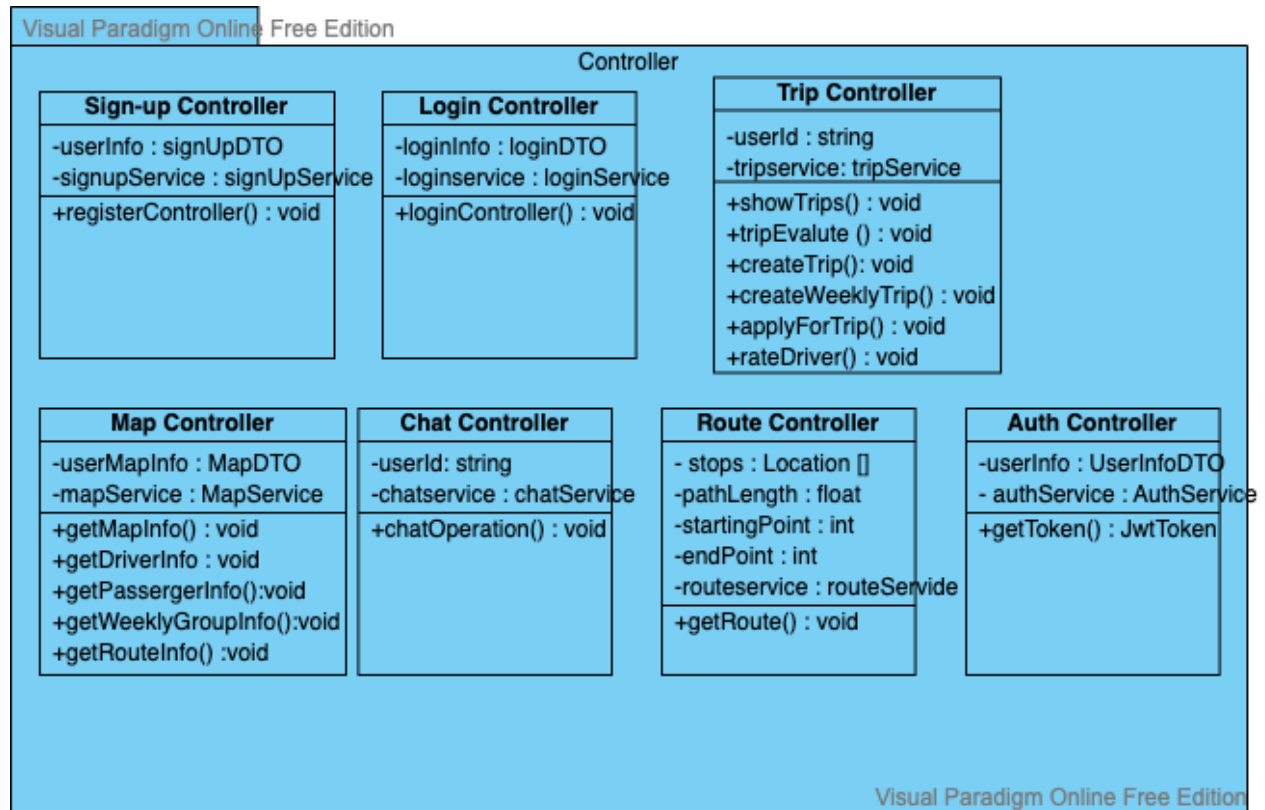 Visual Paradigm Online Free Edition
Controller
Sign-up Controller
-userInfo : signUpDTO
-signupService : signUpService
+registerController() : void
Login Controller
-loginInfo : loginDTO
-loginservice : loginService
+loginController() : void
Trip Controller
-userId : string
-tripservice: tripService
+showTrips() : void
+tripEvalute () : void
+createTrip(): void
+createWeeklyTrip() : void
+applyForTrip() : void
+rateDriver() : void
Map Controller
-userMapInfo : MapDTO
-mapService : MapService
+getMapInfo() : void
+getDriverInfo : void
+getPassergerInfo():void
+getWeeklyGroupInfo():void
+getRouteInfo() :void
Chat Controller
-userId: string
-chatservice : chatService
+chatOperation() : void
Route Controller
- stops : Location []
-pathLength : float
-startingPoint : int
-endPoint : int
-routeservice : routeServide
+getRoute() : void
Auth Controller
-userInfo : UserInfoDTO
- authService : AuthService
+getToken() : JwtToken
Visual Paradigm Online Free Edition